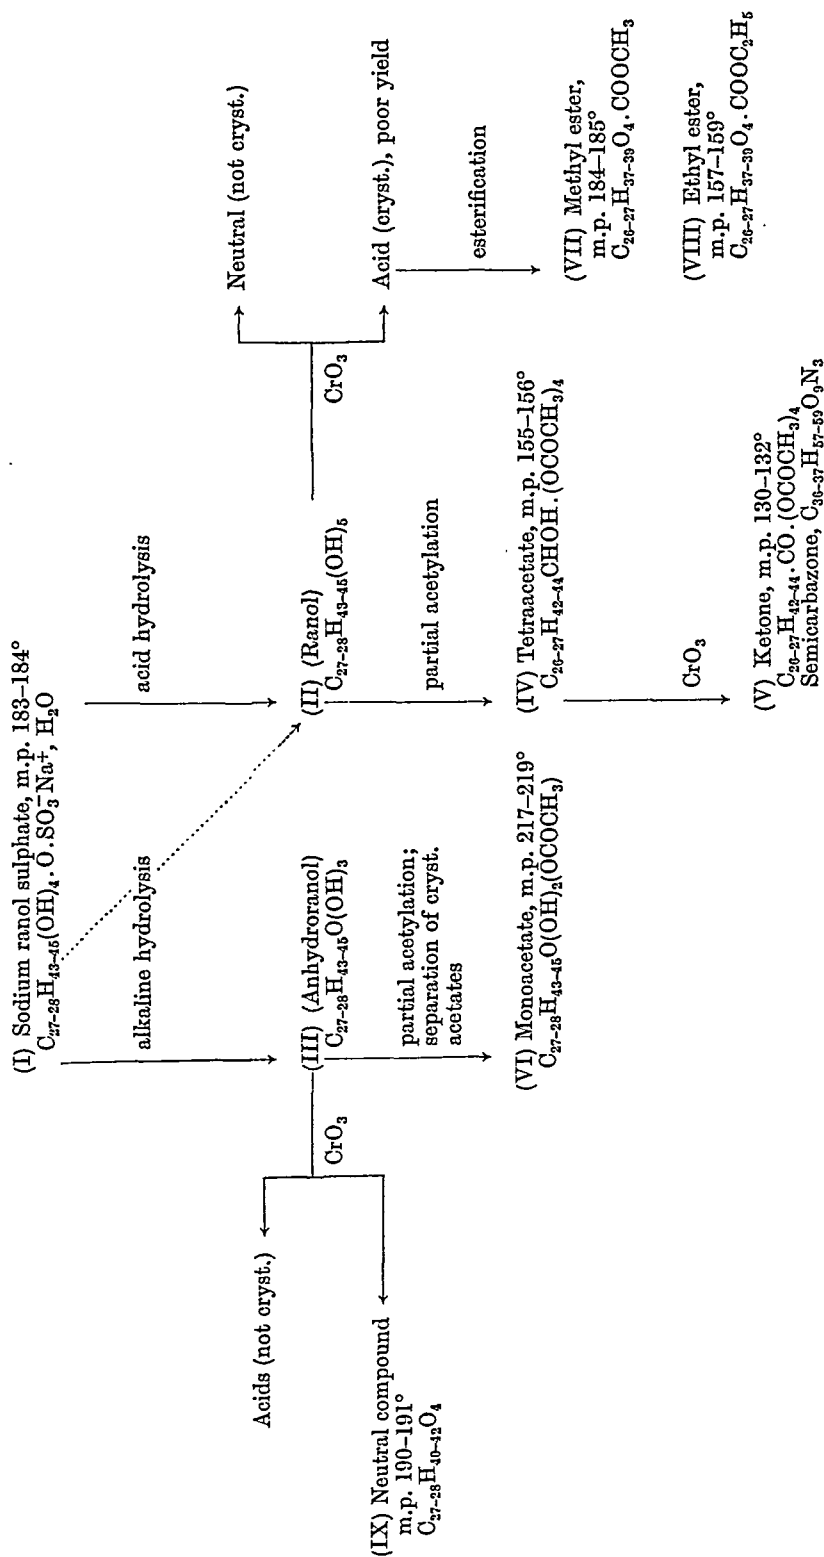 (I) Sodium ranol sulphate, m.p. 183–184°
C₂₇₋₂₈H₄₃₋₄₅(OH)₄.O.SO₃⁻Na⁺, H₂O
alkaline hydrolysis
acid hydrolysis
(III) (Anhydroranol)
C₂₇₋₂₈H₄₃₋₄₅O(OH)₃
(II) (Ranol)
C₂₇₋₂₈H₄₃₋₄₅(OH)₅
CrO₃
Acids (not cryst.)
(IX) Neutral compound
m.p. 190–191°
C₂₇₋₂₈H₄₀₋₄₂O₄
partial acetylation;
separation of cryst.
acetates
(VI) Monoacetate, m.p. 217–219°
C₂₇₋₂₈H₄₃₋₄₅O(OH)₂(OCOCH₃)
partial acetylation
(IV) Tetraacetate, m.p. 155–156°
C₂₆₋₂₇H₄₂₋₄₄CHOH.(OCOCH₃)₄
CrO₃
(V) Ketone, m.p. 130–132°
C₂₆₋₂₇H₄₂₋₄₄.CO.(OCOCH₃)₄
Semicarbazone, C₃₆₋₃₇H₅₇₋₅₉O₉N₃
CrO₃
Neutral (not cryst.)
Acid (cryst.), poor yield
esterification
(VII) Methyl ester,
m.p. 184–185°
C₂₆₋₂₇H₃₇₋₃₉O₄.COOCH₃
(VIII) Ethyl ester,
m.p. 157–159°
C₂₆₋₂₇H₃₇₋₃₉O₄.COOC₂H₅